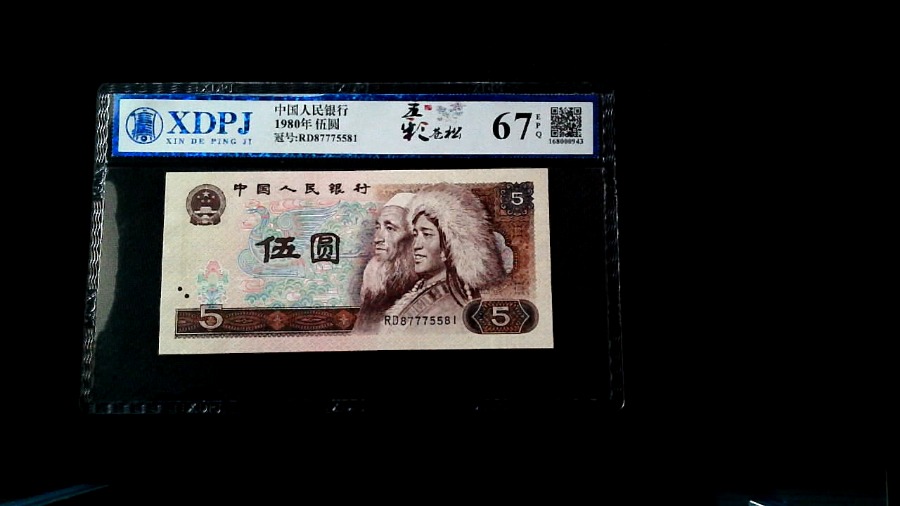 XDPJ
XIN DE PING JI
中国人民银行
1980年 伍圆
冠号:RD87775581
五彩苍松
67 EPQ
168000943
中国人民银行
5
伍圆
5
RD87775581
5